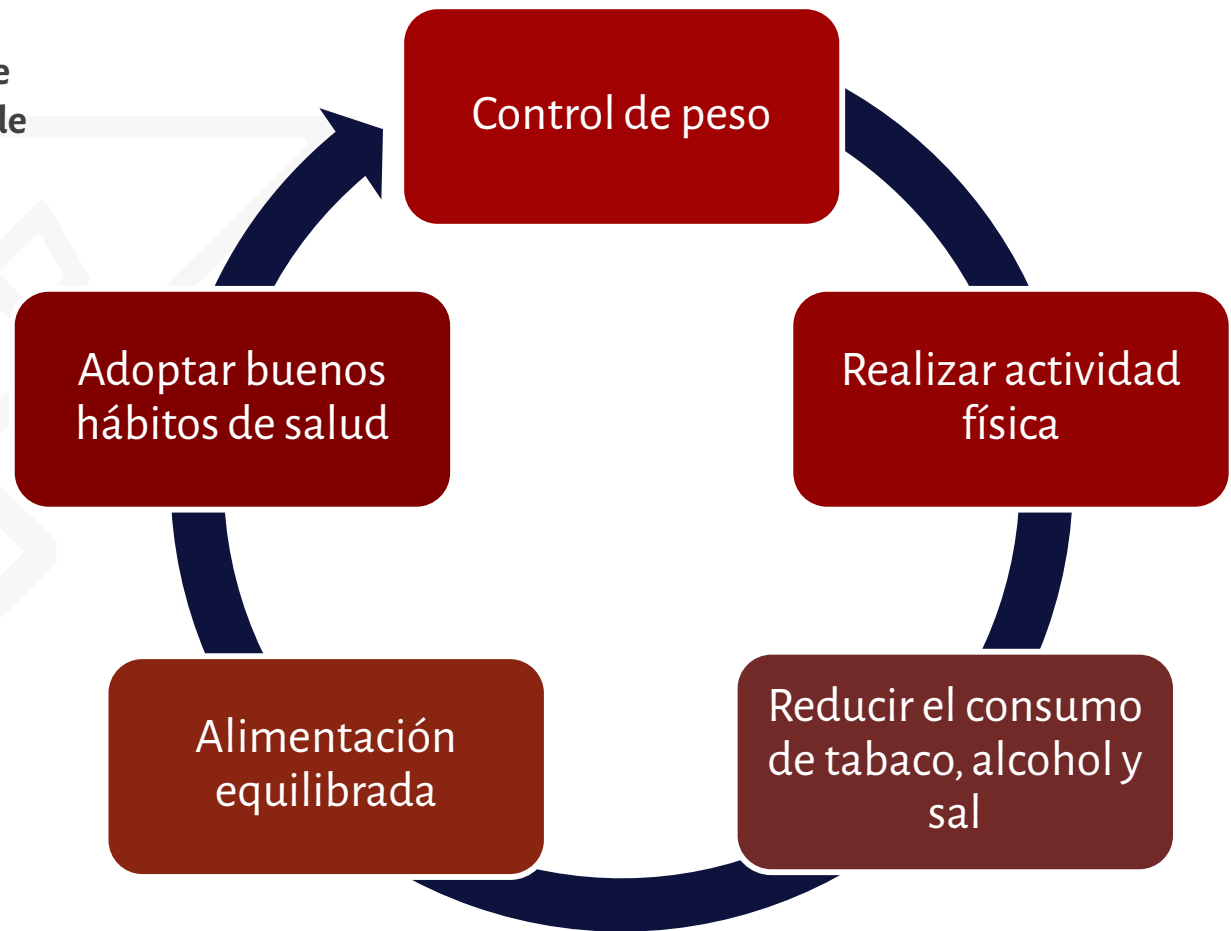 Control de peso
Realizar actividad
física
Reducir el consumo
de tabaco, alcohol y
sal
Alimentación
equilibrada
Adoptar buenos
hábitos de salud